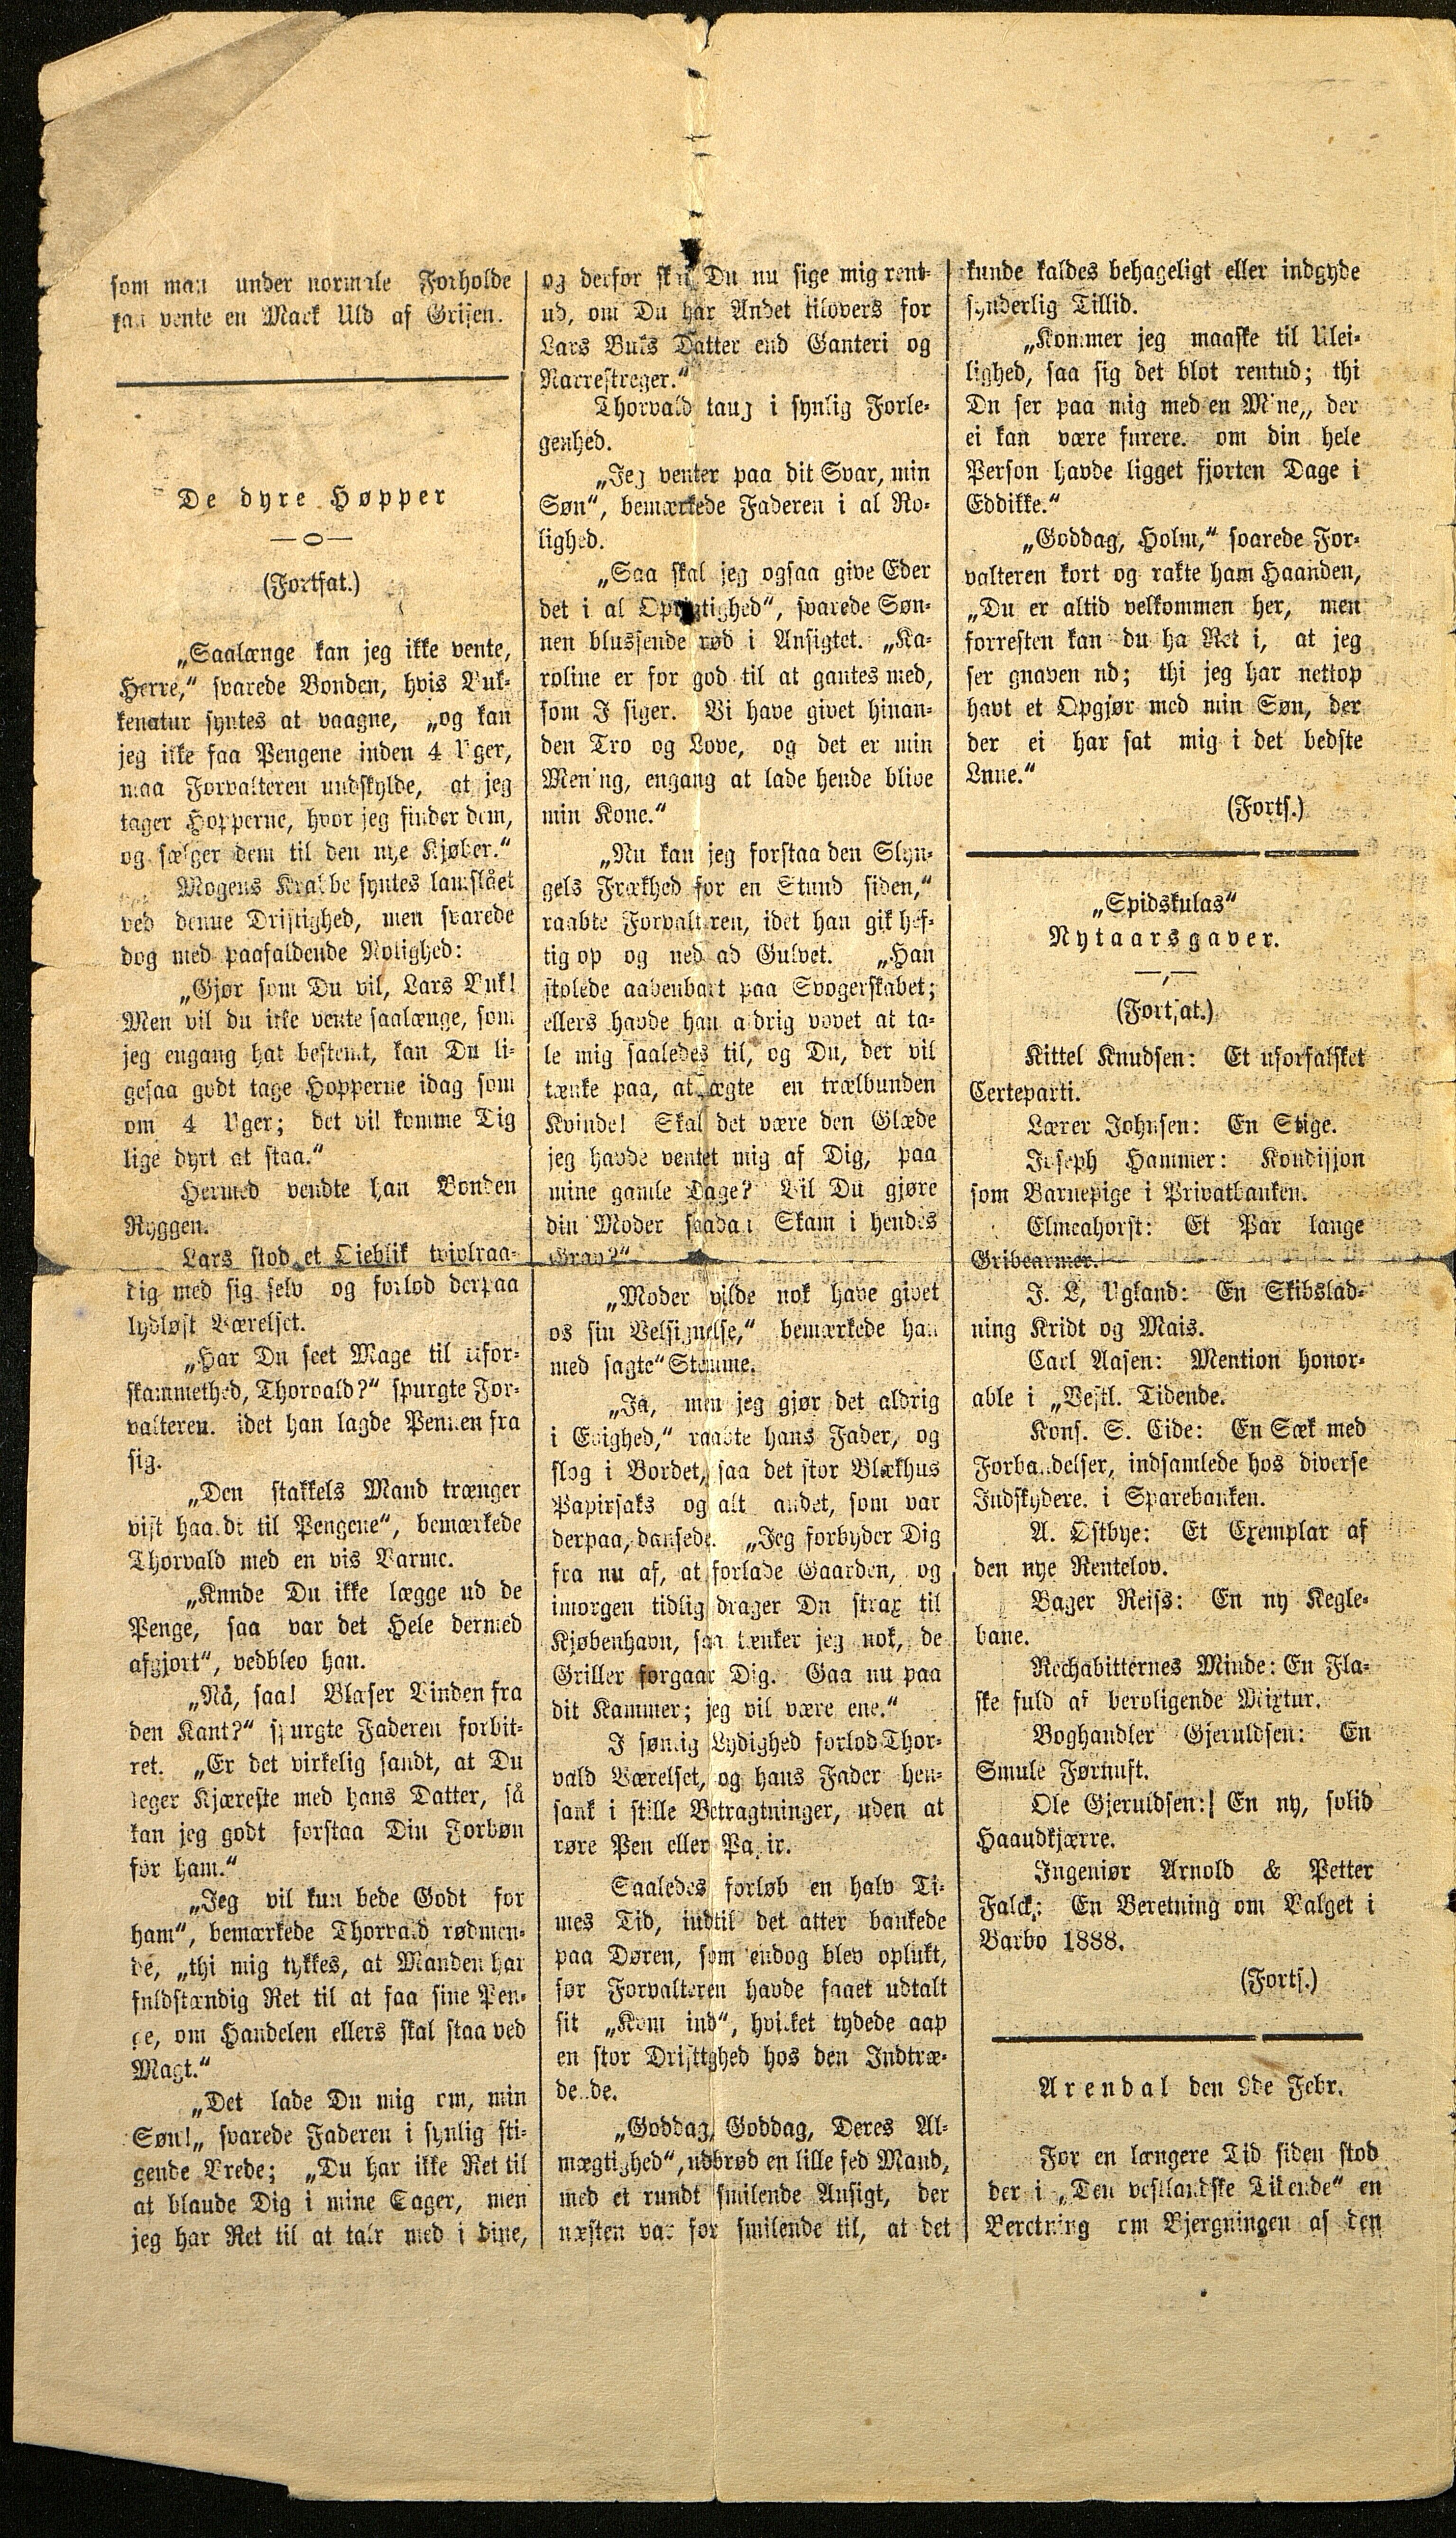 som man under normale Forholde
kan vente en Mark Uld af Grisen.
De dyre Høpper
—o—
(Fortsat.)
„Saalænge kan jeg ikke vente,
Herre,“ svarede Bonden, hvis Buk-
kenatur syntes at vaagne, „og kan
jeg ikke faa Pengene inden 4 Uger,
maa Forvalteren undskylde, at jeg
tager Hopperne, hvor jeg finder dem,
og sælger dem til den nye Kjøber.“
Mogens Krabbe syntes lamslået
ved denne Dristighed, men svarede
dog med paafaldende Rolighed:
„Gjør som Du vil, Lars Buk!
Men vil du ikke vente saalænge, som
jeg engang hat bestemt, kan Du li-
gesaa godt tage Hopperne idag som
om 4 Uger; det vil komme Dig
lige dyrt at staa.“
Hermed vendte han Bonden
Ryggen.
Lars stod et Øieblik tvivlraa-
dig med sig selv og forlod derpaa
lydløst Værelset.
„Har Du seet Mage til Ufor-
skammethed, Thorvald?“ spurgte For-
valteren. idet han lagde Pennen fra
sig.
„Den stakkels Mand trænger
vist haardt til Pengene“, bemærkede
Thorvald med en vis Varme.
„Knnde Du ikke lægge ud de
Penge, saa var det Hele dermed
afgjort“, vedblev han.
„Nå, saa! Blaser Vinden fra
den Kant?“ spurgte Faderen forbit-
ret. „Er det virkelig sandt, at Du
leger Kjæreste med hans Datter, så
kan jeg godt forstaa Din Forbøn
for ham.“
„Jeg vil kun bede Godt for
ham“, bemærkede Thorvald rødmen-
de, „thi mig tykkes, at Manden har
fuldstændig Ret til at faa sine Pen-
ge, om Handelen ellers skal staa ved
Magt.“
„Det lade Du mig om, min
Søn!„ svarede Faderen i synlig sti-
gende Vrede; „Du har ikke Ret til
at blande Dig i mine Sager, men
jeg har Ret til at talr med i dine,
og derfor skal Du nu sige mig rent-
ud, om Du har Andet tilovers for
Lars Buks Datter end Ganteri og
Narrestreger.“
Thorvald taug i synlig Forle-
genhed.
„Jeg venter paa dit Svar, min
Søn“, bemærkede Faderen i al Ro-
lighed.
„Saa skal jeg ogsaa give Eder
det i al Oprigtighed“, svarede Søn-
nen blussende rød i Ansigtet. „Ka-
roline er for god til at gantes med,
som I siger. Vi have givet hinan-
den Tro og Love, og det er min
Mening, engang at lade hende blive
min Kone.“
„Nu kan jeg forstaa den Slyn-
gels Frækhed for en Stund siden,“
raabte Forvalteren, idet han gik hef-
tig op og ned ad Gulvet. „Han
stolede aabenbart paa Svogerskabet;
ellers havde han aldrig vovet at ta-
le mig saaledes til, og Du, der vil
tænke paa, at ægte en trælbunden
Kvinde! Skal det være den Glæde
jeg havde ventet mig af Dig, paa
mine gamle Dage? Vil Du gjøre
din Moder saadan Skam i hendes
Grav?“
„Moder vilde nok have givet
os sin Velsignelse,“ bemærkede han
med sagte“ Stemme.
„Ja, men jeg gjør det aldrig
i Evighed,“ raabte hans Fader, og
slog i Bordet, saa det stor Blækhus
Papirsaks og alt andet, som var
derpaa, dansede. „Jeg forbyder Dig
fra nu af, at forlade Gaarden, og
imorgen tidlig drager Dn strax til
Kjøbenhavn, saa tænker jeg nok, de
Griller forgaar Dig. Gaa nu paa
dit Kammer; jeg vil være ene.“
I sønlig Lydighed forlod Thor-
vald Værelset, og hans Fader hen-
sank i stille Betragtninger, uden at
røre Pen eller Papir.
Saaledes forløb en halv Ti-
mes Tid, indtil det atter bankede
paa Døren, som endog blev oplukt,
før Forvalteren havde faaet udtalt
sit „Kom ind“, hvilket tydede aap
en stor Dristtghed hos den Indtræ-
dende.
„Goddag, Goddag, Deres Al-
mægtighed“, udbrød en lille fed Mand,
med et rundt smilende Ansigt, der
næsten var for smilende til, at det
kunde kaldes behageligt eller indgyde
synderlig Tillid.
„Kommer jeg maaske til Ulei-
lighed, saa sig det blot rentud; thi
Dn ser paa mig med en Mine„ der
ei kan være surere. om din hele
Person havde ligget fjorten Dage i
Eddikke.“
„Goddag, Holm,“ svarede For-
valteren kort og rakte ham Haanden,
„Du er altid velkommen her, men
forresten kan du ha Ret i, at jeg
ser gnaven nd; thi jeg har nettop
havt et Opgjør med min Søn, der
der ei har sat mig i det bedste
Lnne.“
(Forts.)
„Spidskulas“
Nytaarsgaver.
(Fortsat.)
Kittel Knudsen: Et uforfalsket
Certeparti.
Lærer Johnsen: En Stige.
Joseph Hammer: Kondisjon
som Barnepige i Privatbanken.
Elmeahorst: Et Par lange
Gribearmer.
J. L, Ugland: En Skibslad-
ning Kridt og Mais.
Carl Aasen: Mention honor-
able i „Vestl. Tidende.
Kons. S. Eide: En Sæk med
Forbandelser, indsamlede hos diverse
Indskydere. i Sparebanken.
A. Østbye: Et Exemplar af
den nye Rentelov.
Bager Reiss: En ny Kegle-
bane.
Rechabitternes Minde: En Fla-
ske fuld af beroligende Mixtur.
Boghandler Gjeruldsen: En
Smule Førnuft.
Ole Gjeruldsen:| En ny, solid
Haandkjærre.
Ingeniør Arnold & Petter
Falck: En Beretning om Valget i
Barbo 1888.
(Forts.)
Arendal den 9de Febr.
For en længere Tid siden stod
der i „Den vestlandske Tidende“ en
Beretning om Bjergningen af den